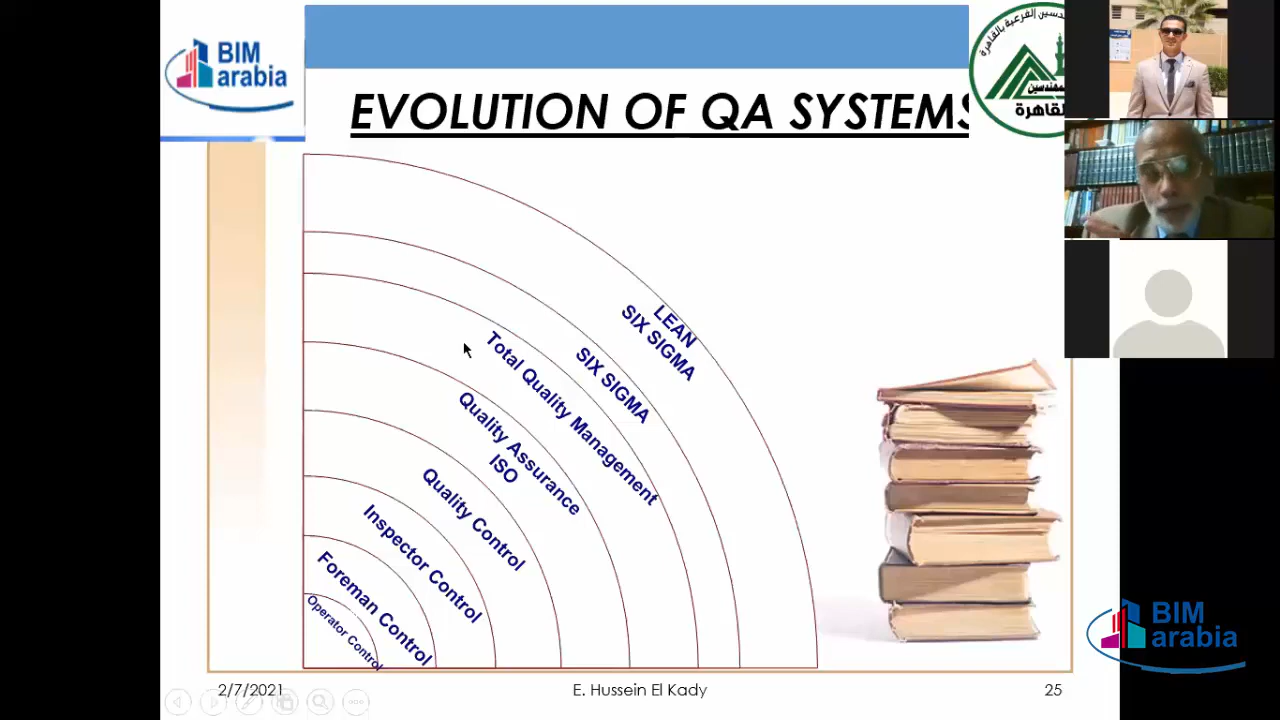 BIM
arabia
EVOLUTION OF QA SYSTEMS
القاهرة
LEAN
SIX SIGMA
SIX SIGMA
Total Quality Management
Quality Assurance
ISO
Quality Control
Inspector Control
Foreman Control
Operator Control
2/7/2021
E. Hussein El Kady
25
BIM
arabia